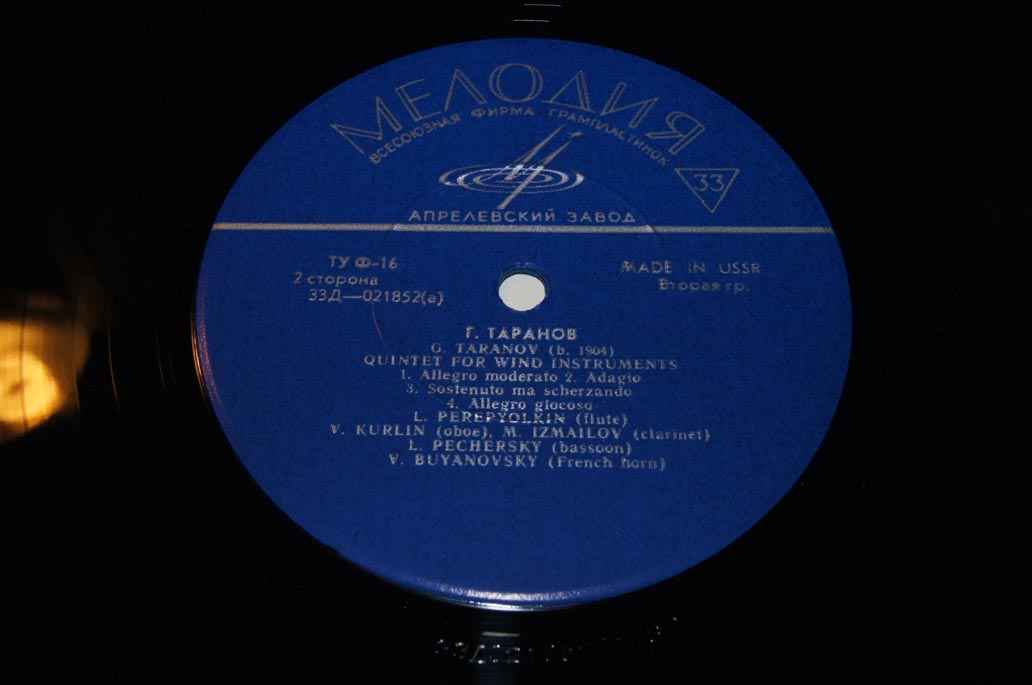 МЕЛОДИЯ
ВСЕСОЮЗНАЯ ФИРМА ГРАМПЛАСТИНОК
33
АПРЕЛЕВСКИЙ ЗАВОД
ТУ Ф-16
2 сторона
33Д—021852(а)
MADE IN USSR
Вторая гр.
Г. ТАРАНОВ
G. TARANOV (b. 1904)
QUINTET FOR WIND INSTRUMENTS
1. Allegro moderato 2. Adagio
3. Sostenuto ma scherzando
4. Allegro giocoso
L. PEREPYOLKIN (flute)
V. KURLIN (oboe), M. IZMAILOV (clarinet)
L. PECHERSKY (bassoon)
V. BUYANOVSKY (French horn)